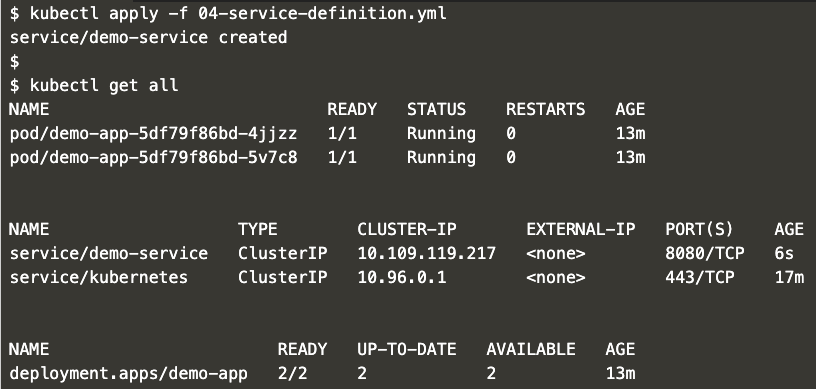 $ kubectl apply -f 04-service-definition.yml
service/demo-service created
$
$ kubectl get all
NAME READY STATUS RESTARTS AGE
pod/demo-app-5df79f86bd-4jjzz 1/1 Running 0 13m
pod/demo-app-5df79f86bd-5v7c8 1/1 Running 0 13m
NAME TYPE CLUSTER-IP EXTERNAL-IP PORT(S) AGE
service/demo-service ClusterIP 10.109.119.217 <none> 8080/TCP 6s
service/kubernetes ClusterIP 10.96.0.1 <none> 443/TCP 17m
NAME READY UP-TO-DATE AVAILABLE AGE
deployment.apps/demo-app 2/2 2 2 13m